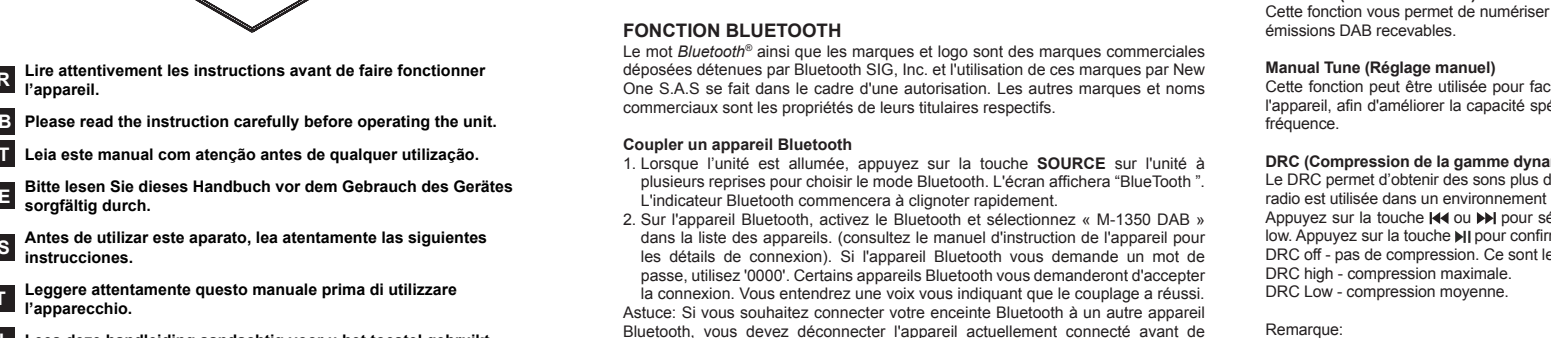 R
Lire attentivement les instructions avant de faire fonctionner
l’appareil.
B
Please read the instruction carefully before operating the unit.
T
Leia este manual com atenção antes de qualquer utilização.
E
Bitte lesen Sie dieses Handbuch vor dem Gebrauch des Gerätes
sorgfältig durch.
S
Antes de utilizar este aparato, lea atentamente las siguientes
instrucciones.
T
Leggere attentamente questo manuale prima di utilizzare
l’apparecchio.
FONCTION BLUETOOTH
Le mot Bluetooth® ainsi que les marques et logo sont des marques commerciales
déposées détenues par Bluetooth SIG, Inc. et l'utilisation de ces marques par New
One S.A.S se fait dans le cadre d'une autorisation. Les autres marques et noms
commerciaux sont les propriétés de leurs titulaires respectifs.
Coupler un appareil Bluetooth
1. Lorsque l’unité est allumée, appuyez sur la touche SOURCE sur l'unité à
plusieurs reprises pour choisir le mode Bluetooth. L'écran affichera “BlueTooth ”.
L'indicateur Bluetooth commencera à clignoter rapidement.
2. Sur l'appareil Bluetooth, activez le Bluetooth et sélectionnez « M-1350 DAB »
dans la liste des appareils. (consultez le manuel d'instruction de l'appareil pour
les détails de connexion). Si l'appareil Bluetooth vous demande un mot de
passe, utilisez '0000'. Certains appareils Bluetooth vous demanderont d'accepter
la connexion. Vous entendrez une voix vous indiquant que le couplage a réussi.
Astuce: Si vous souhaitez connecter votre enceinte Bluetooth à un autre appareil
Bluetooth, vous devez déconnecter l'appareil actuellement connecté avant de
Cette fonction vous permet de numériser
émissions DAB recevables.
Manual Tune (Réglage manuel)
Cette fonction peut être utilisée pour fac
l'appareil, afin d'améliorer la capacité spé
fréquence.
DRC (Compression de la gamme dyna
Le DRC permet d’obtenir des sons plus d
radio est utilisée dans un environnement
Appuyez sur la touche ⏮ ou ⏭ pour sé
low. Appuyez sur la touche ⏯ pour confirm
DRC off - pas de compression. Ce sont le
DRC high - compression maximale.
DRC Low - compression moyenne.
Remarque: